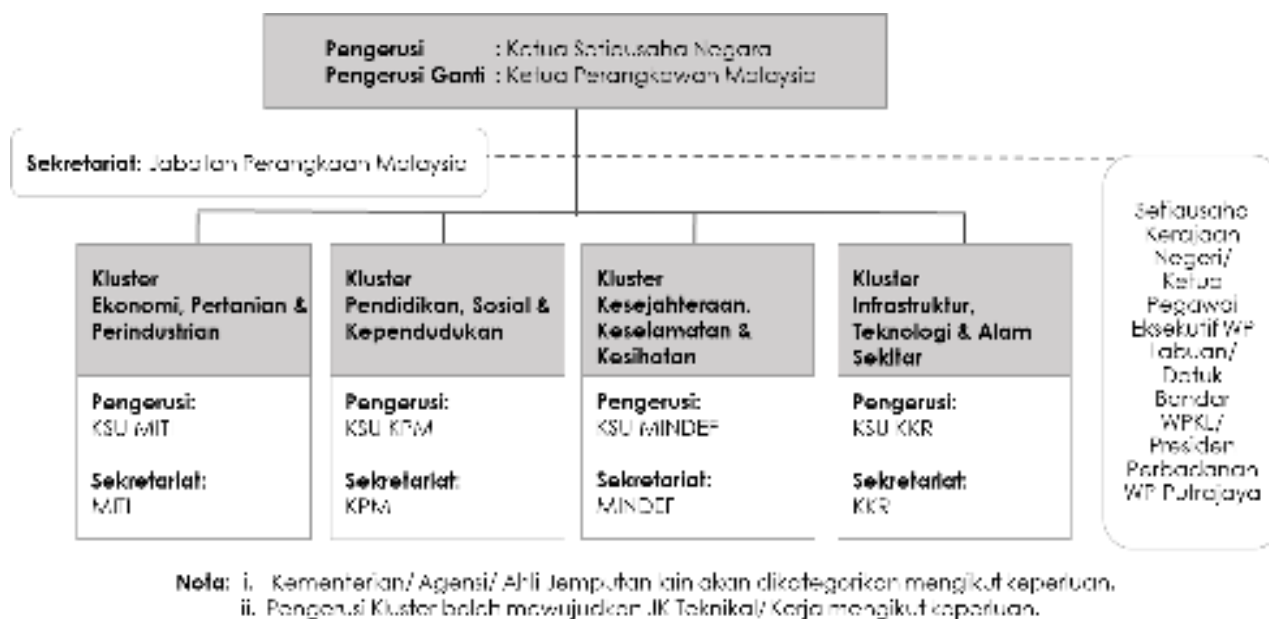 Pengerusi : Ketua Setiausaha Negara
Pengerusi Ganti : Ketua Perangkawan Malaysia
Sekretariat: Jabatan Perangkaan Malaysia
Kluster
Ekonomi, Pertanian &
Perindustrian
Pengerusi:
KSU MITI
Sekretariat:
MITI
Kluster
Pendidikan, Sosial &
Kependudukan
Pengerusi:
KSU KPM
Sekretariat:
KPM
Kluster
Kesejahteraan,
Keselamatan &
Kesihatan
Pengerusi:
KSU MINDEF
Sekretariat:
MINDEF
Kluster
Infrastruktur,
Teknologi & Alam
Sekitar
Pengerusi:
KSU KKR
Sekretariat:
KKR
Setiausaha
Kerajaan
Negeri/
Ketua
Pegawai
Eksekutif WP
Labuan/
Datuk
Bandar
WPKL/
Presiden
Perbadanan
WP Putrajaya
Nota: i. Kementerian/ Agensi/ Ahli Jemputan lain akan dikategorikan mengikut keperluan.
ii. Pengerusi Kluster boleh mewujudkan JK Teknikal/ Kerja mengikut keperluan.